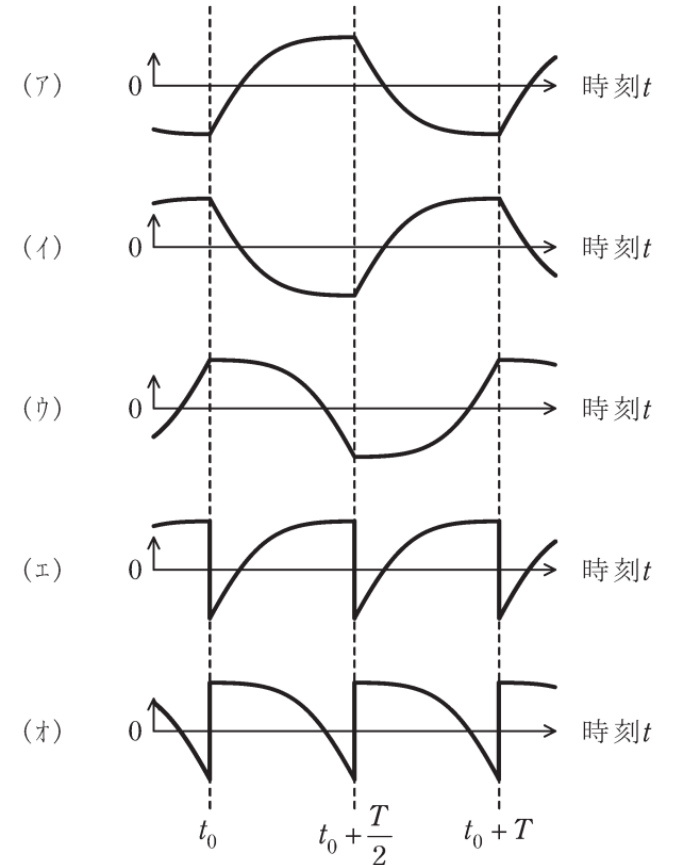 (ア) 0 時刻t
(イ) 0 時刻t
(ウ) 0 時刻t
(エ) 0 時刻t
(オ) 0 時刻t
t₀ t₀ + T/2 t₀ + T